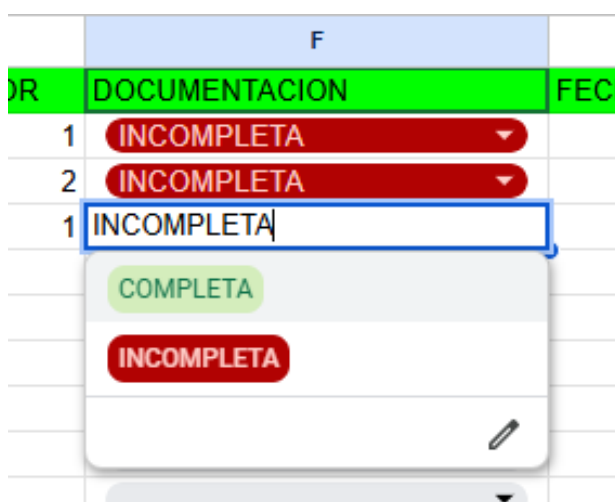 F
OR DOCUMENTACION FEC
1 INCOMPLETA
2 INCOMPLETA
1 INCOMPLETA
COMPLETA
INCOMPLETA